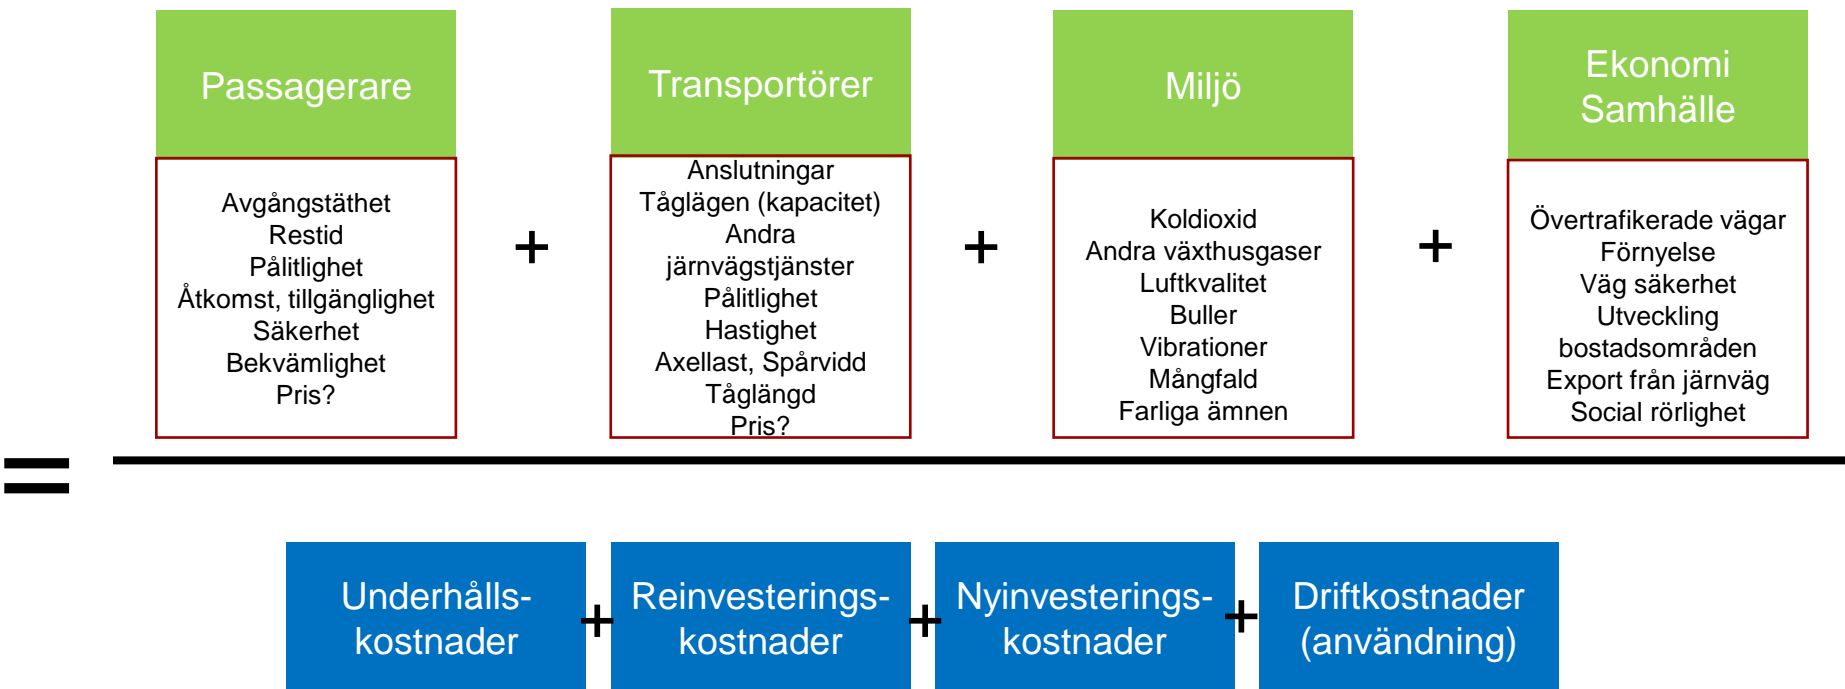 Passagerare
Avgångstäthet
Restid
Pålitlighet
Åtkomst, tillgänglighet
Säkerhet
Bekvämlighet
Pris?
+
Transportörer
Anslutningar
Tåglägen (kapacitet)
Andra
järnvägstjänster
Pålitlighet
Hastighet
Axellast, Spårvidd
Tåglängd
Pris?
+
Miljö
Koldioxid
Andra växthusgaser
Luftkvalitet
Buller
Vibrationer
Mångfald
Farliga ämnen
+
Ekonomi
Samhälle
Övertrafikerade vägar
Förnyelse
Väg säkerhet
Utveckling
bostadsområden
Export från järnväg
Social rörlighet
=
Underhålls-
kostnader
+
Reinvesterings-
kostnader
+
Nyinvesterings-
kostnader
+
Driftkostnader
(användning)